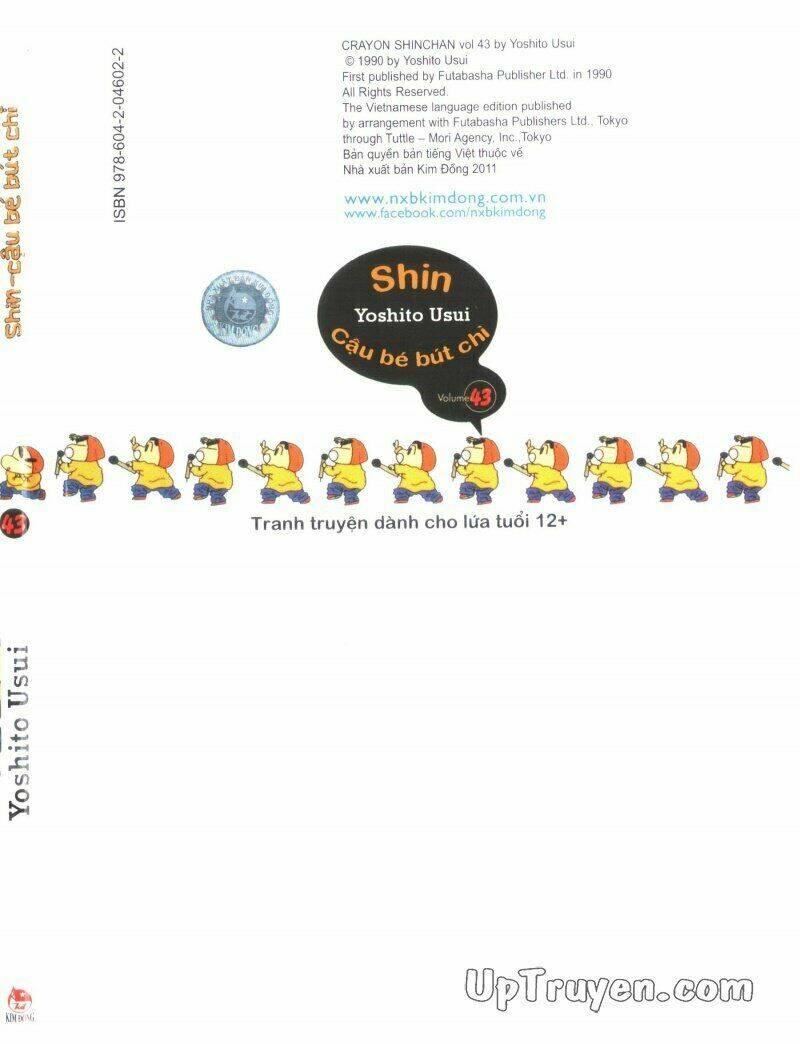 CRAYON SHINCHAN vol 43 by Yoshito Usui
© 1990 by Yoshito Usui
First published by Futabasha Publisher Ltd. in 1990
All Rights Reserved.
The Vietnamese language edition published
by arrangement with Futabasha Publishers Ltd., Tokyo
through Tuttle – Mori Agency, Inc.,Tokyo
Bản quyền bản tiếng Việt thuộc về
Nhà xuất bản Kim Đồng 2011
www.nxbkimdong.com.vn
www.facebook.com/nxbkimdong
ISBN 978-604-2-04602-2
Shin-cậu bé bút chì
KIM ĐỒNG
Shin
Yoshito Usui
Cậu bé bút chì
Volume 43
43
Tranh truyện dành cho lứa tuổi 12+
Yoshito Usui
KIM ĐỒNG
UpTruyen.com